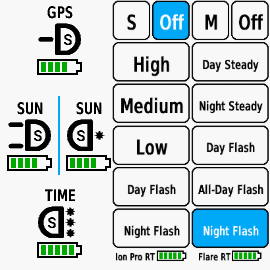 GPS
S Off M Off
High Day Steady
SUN SUN
Medium Night Steady
S S
Low Day Flash
TIME
Day Flash All-Day Flash
S
Night Flash Night Flash
Ion Pro RT Flare RT